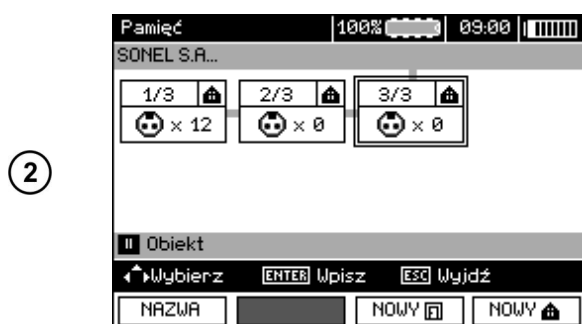 Pamięć 100% 09:00
SONEL S.A...
1/3 2/3 3/3
x 12 x 0 x 0
2
II Obiekt
Wybierz ENTER Wpisz ESC Wyjdź
NAZWA NOWY NOWY